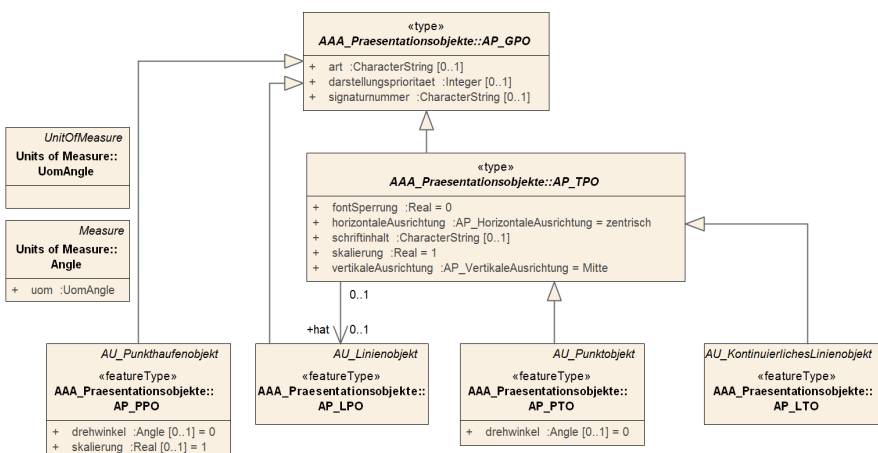 «type»
AAA_Praesentationsobjekte::AP_GPO
+ art :CharacterString [0..1]
+ darstellungsprioritaet :Integer [0..1]
+ signaturnummer :CharacterString [0..1]
UnitOfMeasure
Units of Measure::
UomAngle
«type»
AAA_Praesentationsobjekte::AP_TPO
+ fontSperrung :Real = 0
+ horizontaleAusrichtung :AP_HorizontaleAusrichtung = zentrisch
+ schriftinhalt :CharacterString [0..1]
+ skalierung :Real = 1
+ vertikaleAusrichtung :AP_VertikaleAusrichtung = Mitte
Measure
Units of Measure::
Angle
+ uom :UomAngle
0..1
+hat
0..1
AU_Punkthaufenobjekt
«featureType»
AAA_Praesentationsobjekte::
AP_PPO
+ drehwinkel :Angle [0..1] = 0
+ skalierung :Real [0..1] = 1
AU_Linienobjekt
«featureType»
AAA_Praesentationsobjekte::
AP_LPO
AU_Punktobjekt
«featureType»
AAA_Praesentationsobjekte::
AP_PTO
+ drehwinkel :Angle [0..1] = 0
AU_KontinuierlichesLinienobjekt
«featureType»
AAA_Praesentationsobjekte::
AP_LTO